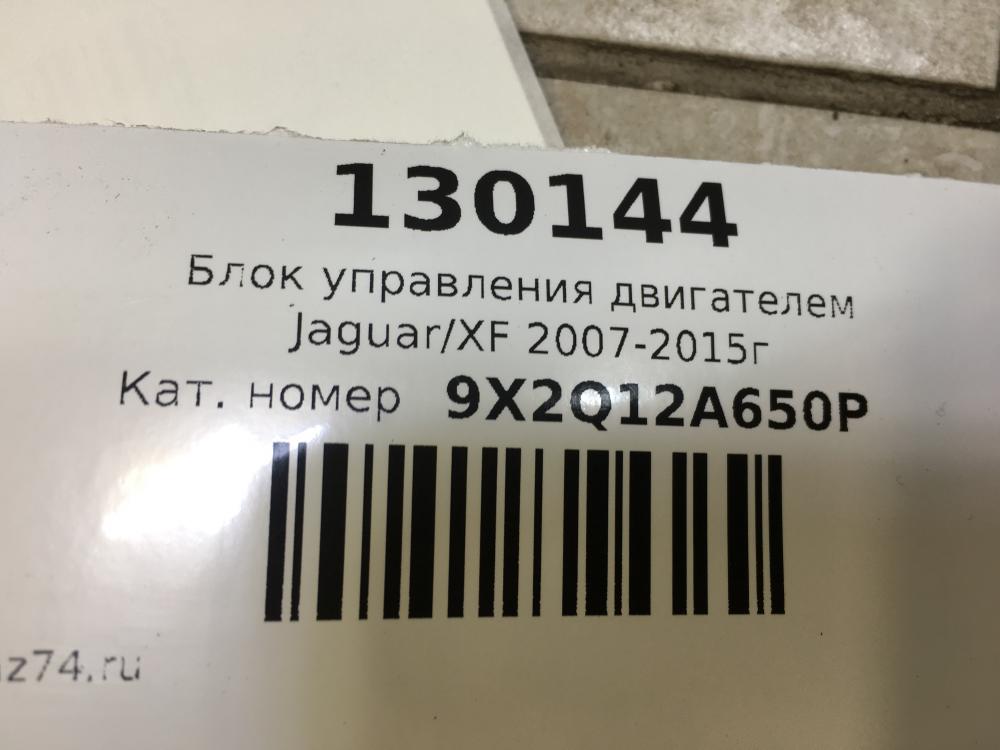 130144
Блок управления двигателем
Jaguar/XF 2007-2015г
Кат. номер 9X2Q12A650P
z74.ru